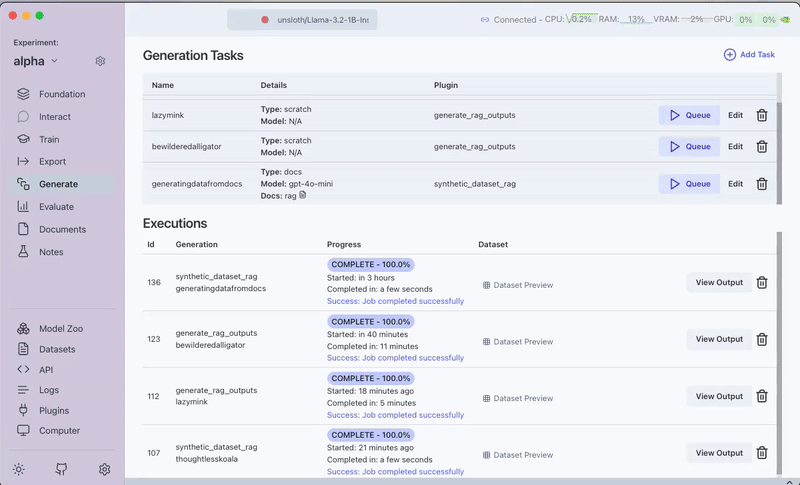 unsloth/Llama-3.2-1B-Ins
Connected - CPU: 0.2% RAM: 13% VRAM: 2% GPU: 0% 0%
Experiment:
alpha
Foundation
Interact
Train
Export
Generate
Evaluate
Documents
Notes
Model Zoo
Datasets
API
Logs
Plugins
Computer
Generation Tasks
Add Task
Name Details Plugin
lazymink
Type: scratch
Model: N/A
generate_rag_outputs
Queue Edit
bewilderedalligator
Type: scratch
Model: N/A
generate_rag_outputs
Queue Edit
generatingdatafromdocs
Type: docs
Model: gpt-4o-mini
Docs: rag
synthetic_dataset_rag
Queue Edit
Executions
Id Generation Progress Dataset
136
synthetic_dataset_rag
generatingdatafromdocs
COMPLETE - 100.0%
Started: in 3 hours
Completed in: a few seconds
Success: Job completed successfully
Dataset Preview
View Output
123
generate_rag_outputs
bewilderedalligator
COMPLETE - 100.0%
Started: in 40 minutes
Completed in: 11 minutes
Success: Job completed successfully
Dataset Preview
View Output
112
generate_rag_outputs
lazymink
COMPLETE - 100.0%
Started: 18 minutes ago
Completed in: 5 minutes
Success: Job completed successfully
Dataset Preview
View Output
107
synthetic_dataset_rag
thoughtlesskoala
COMPLETE - 100.0%
Started: 21 minutes ago
Completed in: a few seconds
Success: Job completed successfully
Dataset Preview
View Output